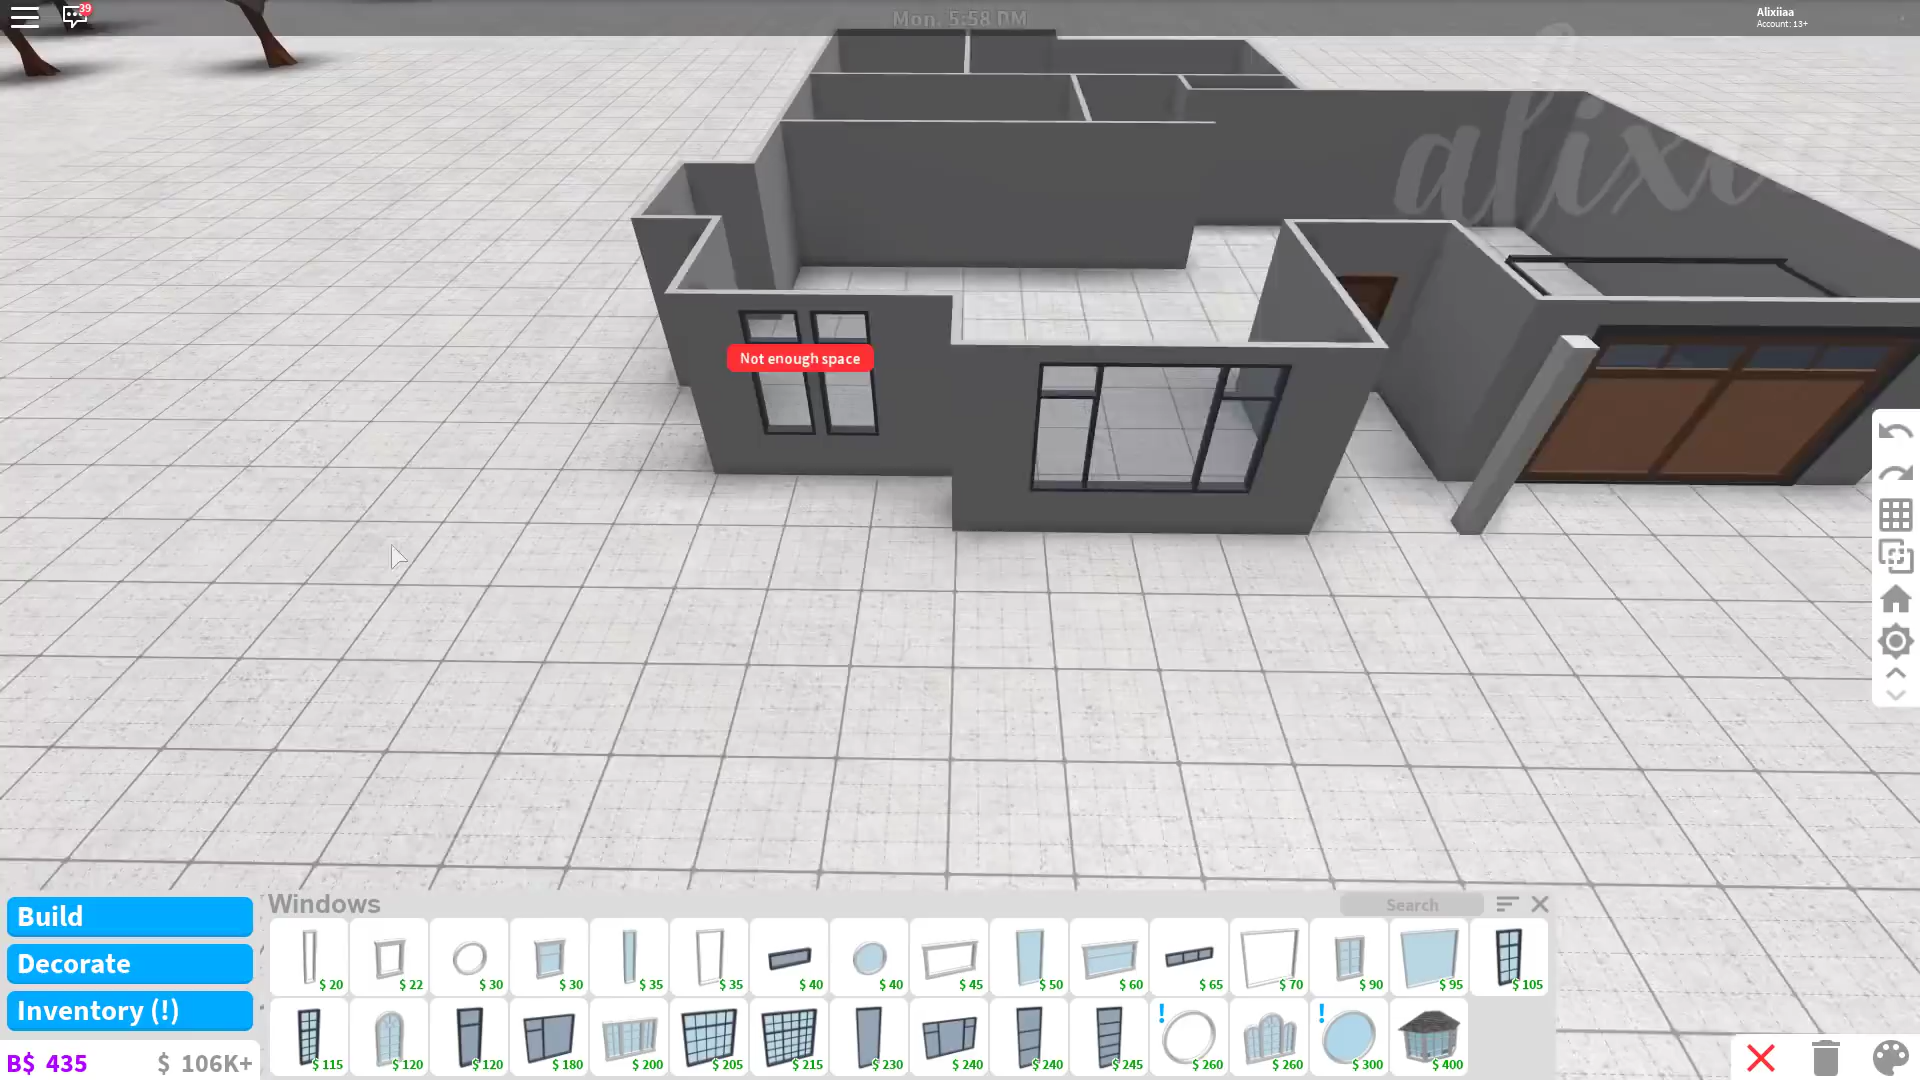 39
Mon. 5:58 PM
Alixiiaa
Account: 13+
Not enough space
Build
Decorate
Inventory (!)
B$ 435
$ 106K+
Windows
Search
$ 20
$ 22
$ 30
$ 30
$ 35
$ 35
$ 40
$ 40
$ 45
$ 50
$ 60
$ 65
$ 70
$ 90
$ 95
$ 105
$ 115
$ 120
$ 120
$ 180
$ 200
$ 205
$ 215
$ 230
$ 240
$ 240
$ 245
! $ 260
$ 260
! $ 300
$ 400